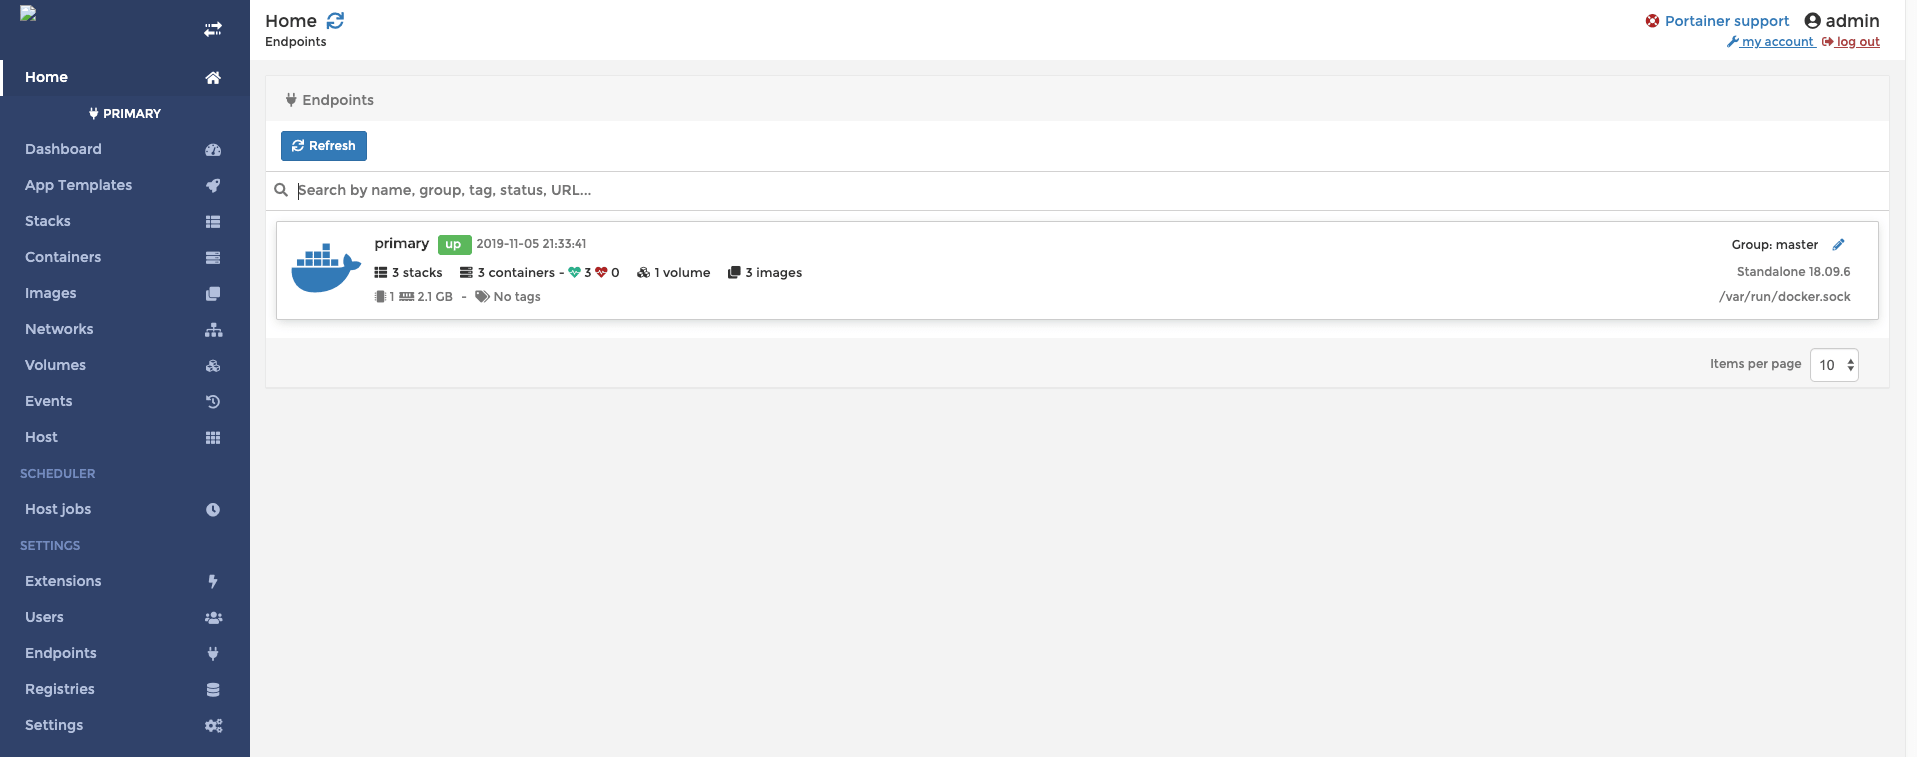 Home
PRIMARY
Dashboard
App Templates
Stacks
Containers
Images
Networks
Volumes
Events
Host
SCHEDULER
Host jobs
SETTINGS
Extensions
Users
Endpoints
Registries
Settings
Home
Endpoints
Portainer support admin
my account log out
Endpoints
Refresh
Search by name, group, tag, status, URL...
primary up 2019-11-05 21:33:41
3 stacks 3 containers - 3 0 1 volume 3 images
1 2.1 GB - No tags
Group: master
Standalone 18.09.6
/var/run/docker.sock
Items per page 10